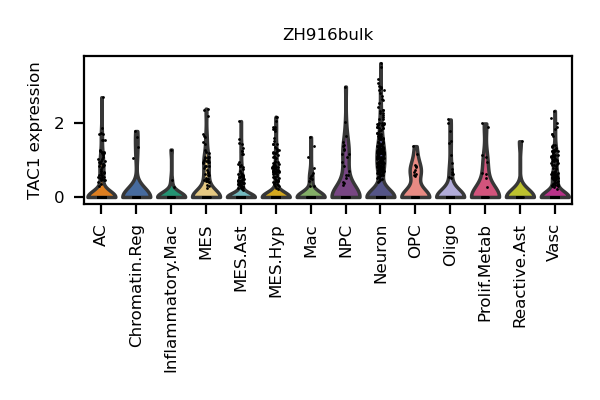 ZH916bulk
TAC1 expression
2
0
AC
Chromatin.Reg
Inflammatory.Mac
MES
MES.Ast
MES.Hyp
Mac
NPC
Neuron
OPC
Oligo
Prolif.Metab
Reactive.Ast
Vasc